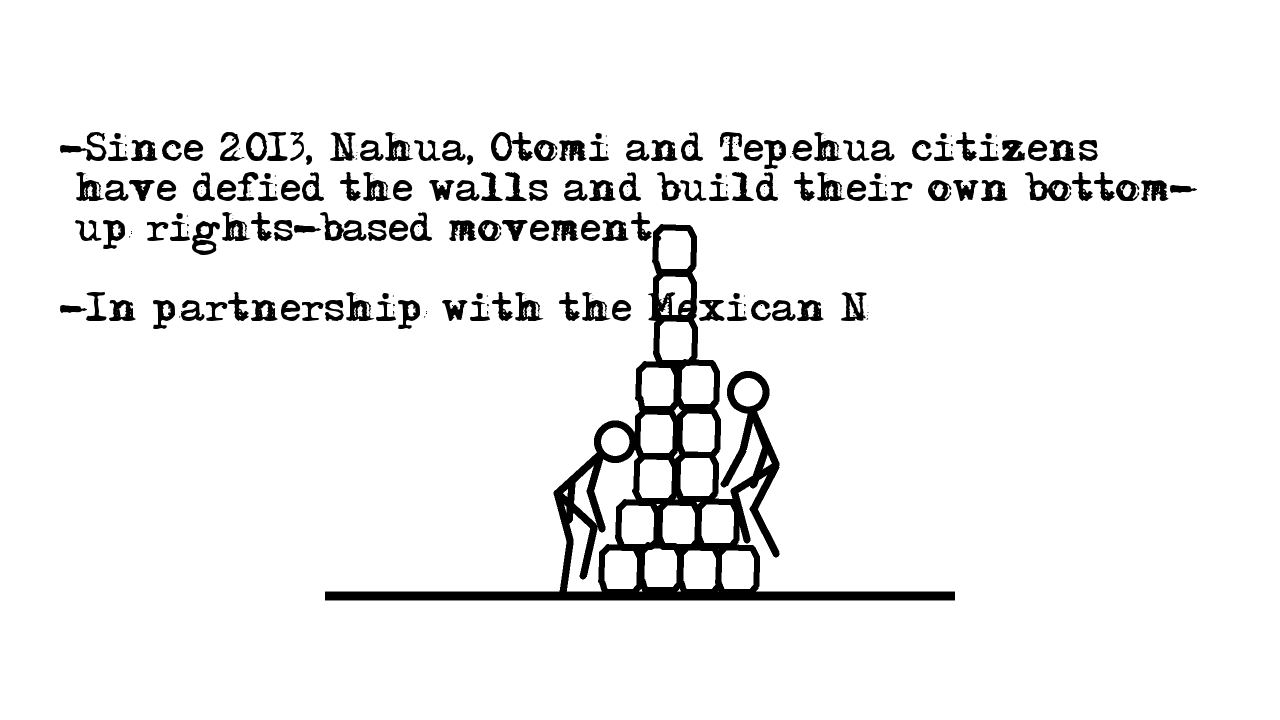 -Since 2013, Nahua, Otomi and Tepehua citizens
have defied the walls and build their own bottom-
up rights-based movement.
-In partnership with the Mexican N